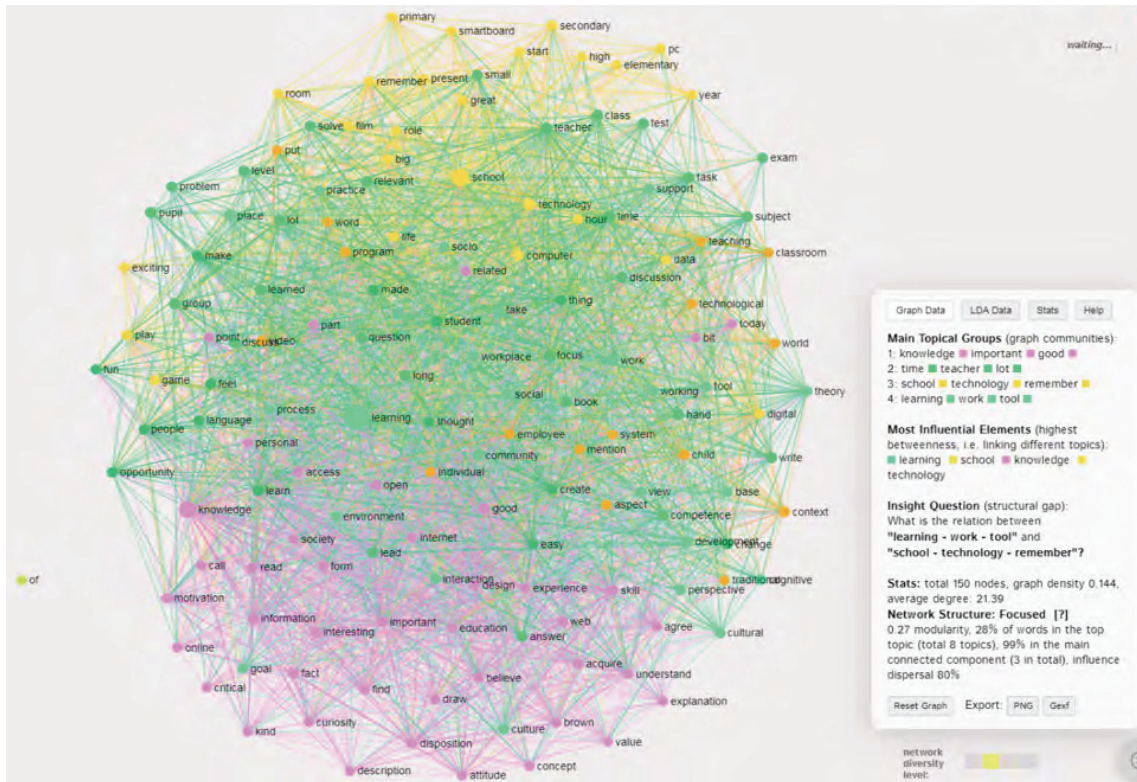 primary
secondary
smartboard
waiting...
start
pc
high
elementary
remember
present
small
room
great
year
class
solve
film
test
role
teacher
put
big
exam
level
school
task
problem
practice
relevant
support
technology
pupil
place
lot
hour
time
subject
word
life
socio
teaching
make
program
computer
data
classroom
exciting
related
discussion
learned
made
group
thing
technological
take
part
student
today
play
point
discuss
video
question
bit
world
workplace
focus
work
fun
long
game
feel
social
working
tool
theory
book
language
process
learning
thought
hand
digital
people
personal
employee
system
community
mention
child
write
opportunity
access
individual
open
learn
create
view
base
knowledge
good
aspect
context
environment
competence
society
internet
easy
development
change
call
read
form
lead
of
interaction
design
experience
skill
traditional
cognitive
perspective
motivation
information
interesting
important
education
web
agree
cultural
answer
online
goal
fact
believe
acquire
understand
critical
find
draw
explanation
curiosity
culture
brown
kind
disposition
value
description
attitude
concept
Graph Data LDA Data Stats Help
Main Topical Groups (graph communities):
1: knowledge important good
2: time teacher lot
3: school technology remember
4: learning work tool
Most Influential Elements (highest
betweenness, i.e. linking different topics):
learning school knowledge
technology
Insight Question (structural gap):
What is the relation between
"learning - work - tool" and
"school - technology - remember"?
Stats: total 150 nodes, graph density 0.144,
average degree: 21.39
Network Structure: Focused [?]
0.27 modularity, 28% of words in the top
topic (total 8 topics), 99% in the main
connected component (3 in total), influence
dispersal 80%
Reset Graph Export: PNG Gexf
network
diversity
level: